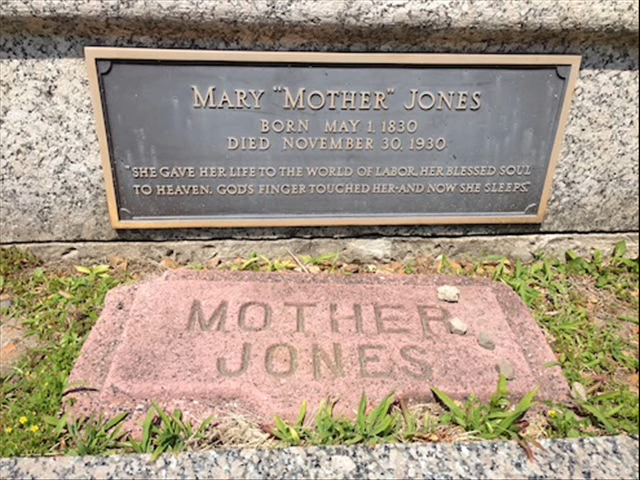 MARY "MOTHER" JONES
BORN MAY 1, 1830
DIED NOVEMBER 30, 1930
"SHE GAVE HER LIFE TO THE WORLD OF LABOR, HER BLESSED SOUL
TO HEAVEN. GOD'S FINGER TOUCHED HER-AND NOW SHE SLEEPS."
MOTHER
JONES